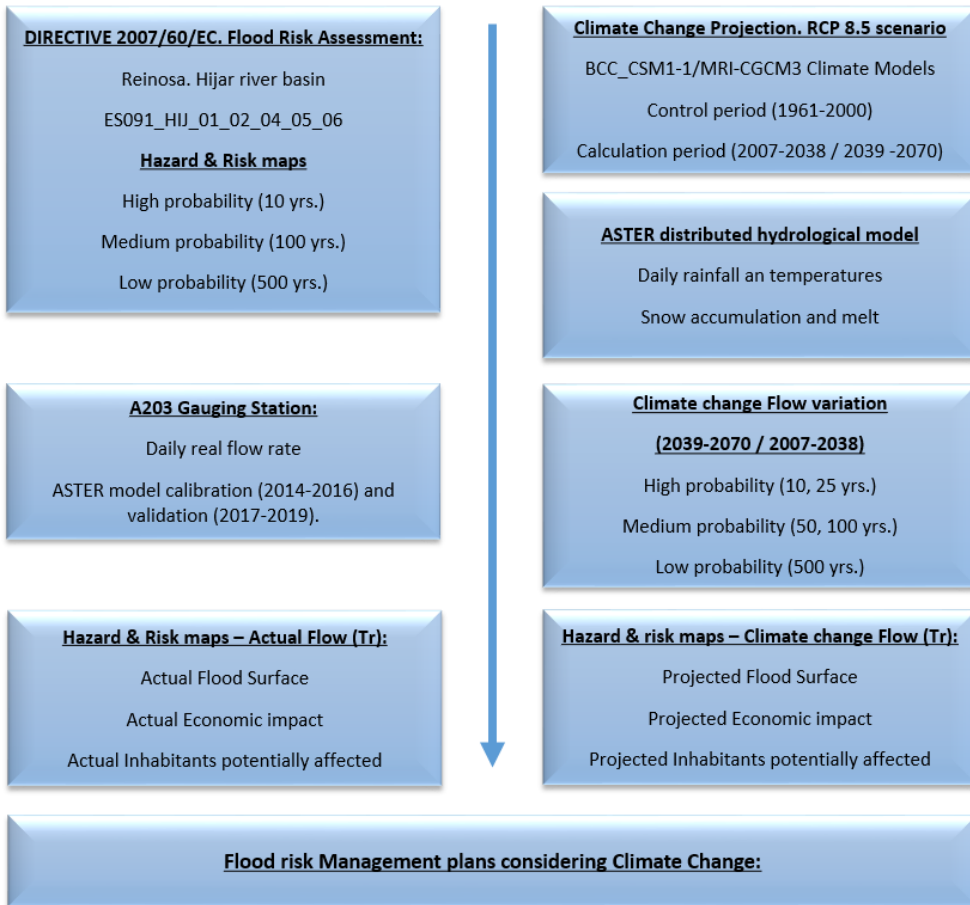 DIRECTIVE 2007/60/EC. Flood Risk Assessment:
Reinosa. Hijar river basin
ES091_HIJ_01_02_04_05_06
Hazard & Risk maps
High probability (10 yrs.)
Medium probability (100 yrs.)
Low probability (500 yrs.)
Climate Change Projection. RCP 8.5 scenario
BCC_CSM1-1/MRI-CGCM3 Climate Models
Control period (1961-2000)
Calculation period (2007-2038 / 2039 -2070)
ASTER distributed hydrological model
Daily rainfall an temperatures
Snow accumulation and melt
A203 Gauging Station:
Daily real flow rate
ASTER model calibration (2014-2016) and
validation (2017-2019).
Climate change Flow variation
(2039-2070 / 2007-2038)
High probability (10, 25 yrs.)
Medium probability (50, 100 yrs.)
Low probability (500 yrs.)
Hazard & Risk maps – Actual Flow (Tr):
Actual Flood Surface
Actual Economic impact
Actual Inhabitants potentially affected
Hazard & risk maps – Climate change Flow (Tr):
Projected Flood Surface
Projected Economic impact
Projected Inhabitants potentially affected
Flood risk Management plans considering Climate Change: